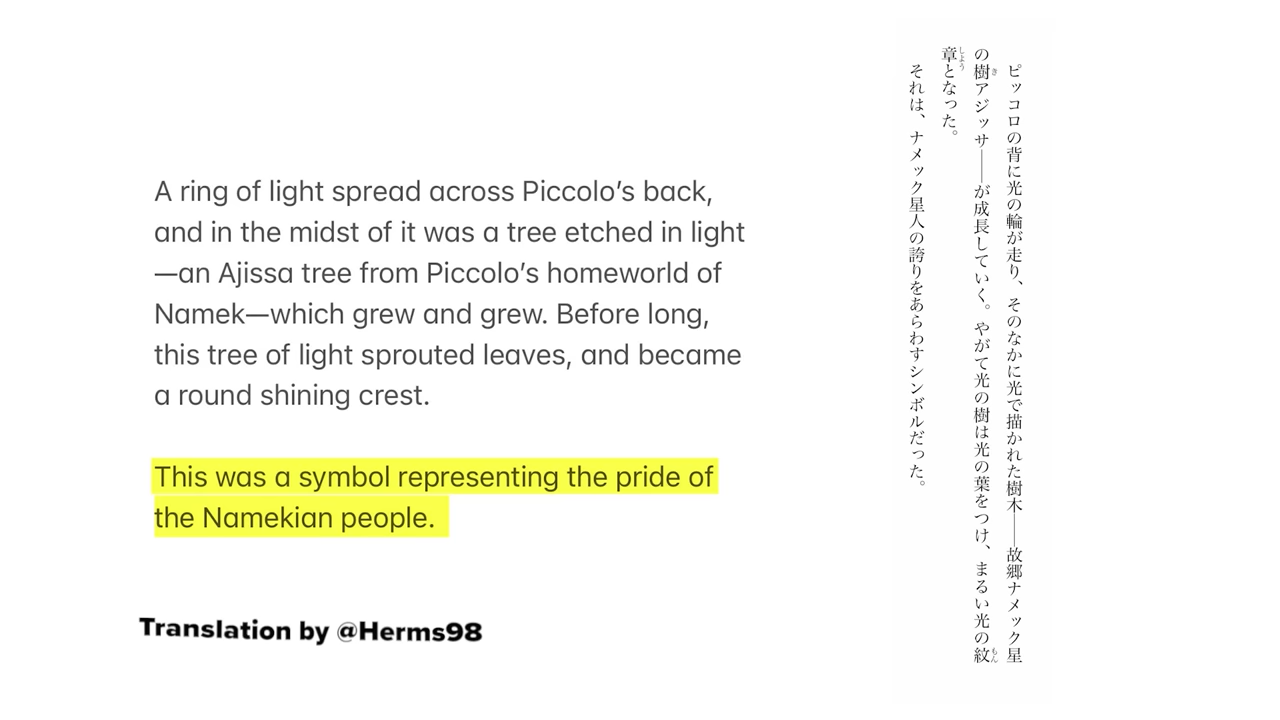 A ring of light spread across Piccolo's back,
and in the midst of it was a tree etched in light
—an Ajissa tree from Piccolo's homeworld of
Namek—which grew and grew. Before long,
this tree of light sprouted leaves, and became
a round shining crest.
This was a symbol representing the pride of
the Namekian people.
Translation by @Herms98
ピッコロの背に光の輪が走り、そのなかに光で描かれた樹木——故郷ナメック星
の樹アジッサ——が成長していく。やがて光の樹は光の葉をつけ、まるい光の紋
章となった。
それは、ナメック星人の誇りをあらわすシンボルだった。